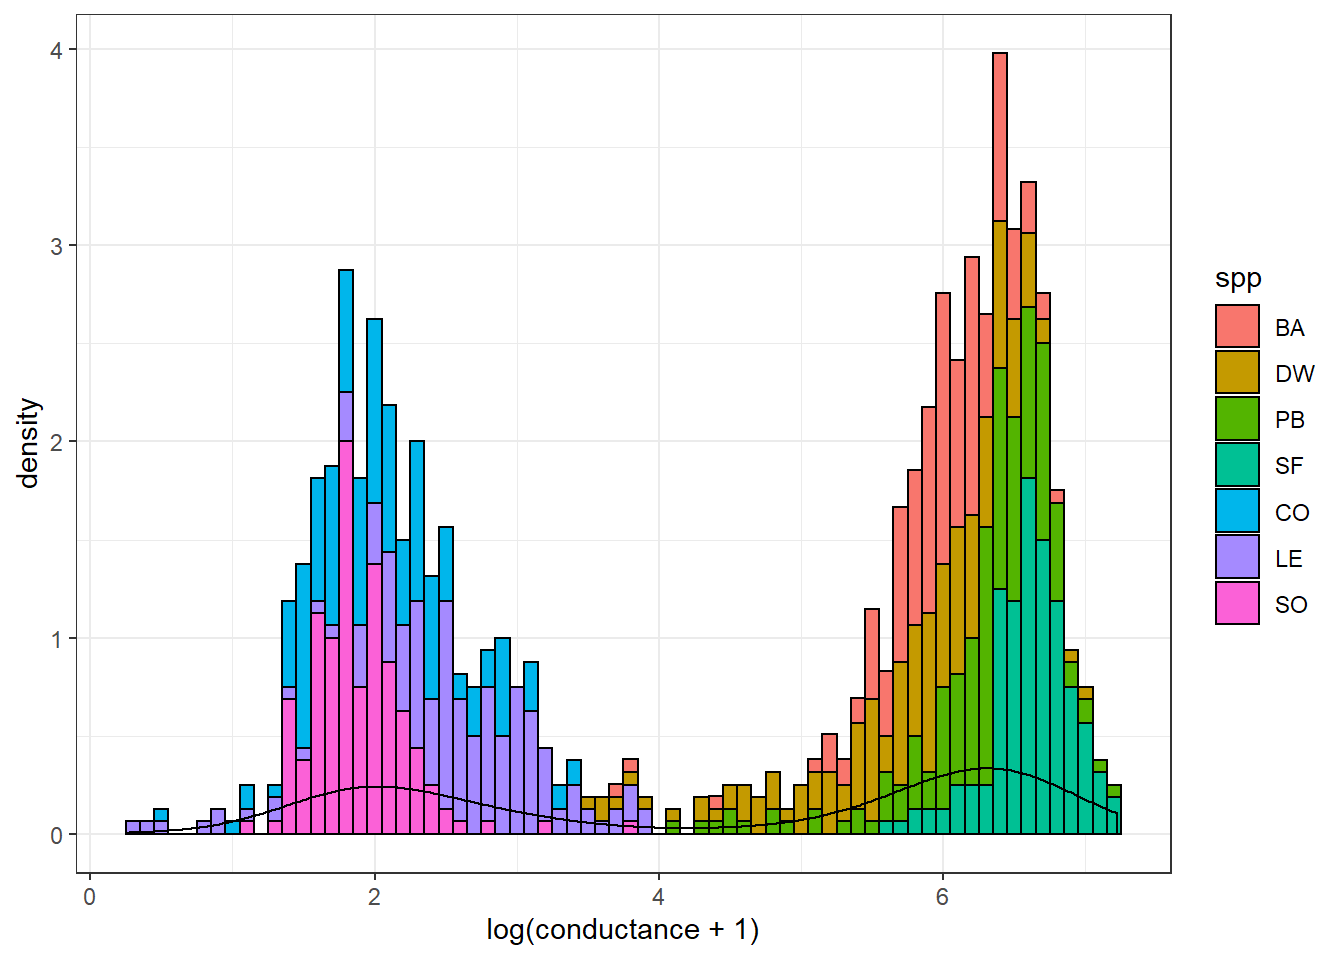 4
3
2
1
0
density
0
2
4
6
log(conductance + 1)
spp
BA
DW
PB
SF
CO
LE
SO